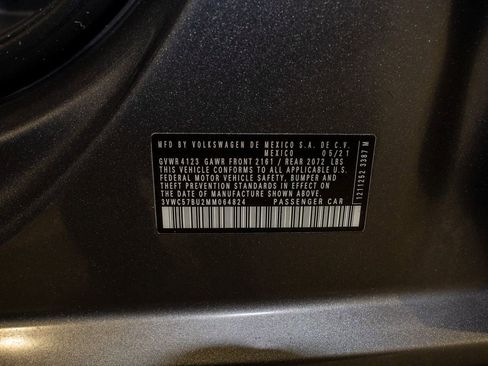 MFD BY VOLKSWAGEN DE MEXICO S.A. DE C.V.
MEXICO 05/21
GVWR 4123 GAWR FRONT 2161 / REAR 2072 LBS
THIS VEHICLE CONFORMS TO ALL APPLICABLE U.S.
FEDERAL MOTOR VEHICLE SAFETY, BUMPER AND
THEFT PREVENTION STANDARDS IN EFFECT ON
THE DATE OF MANUFACTURE SHOWN ABOVE.
3VWC57BU2MM064824 PASSENGER CAR
1211252 3387 M